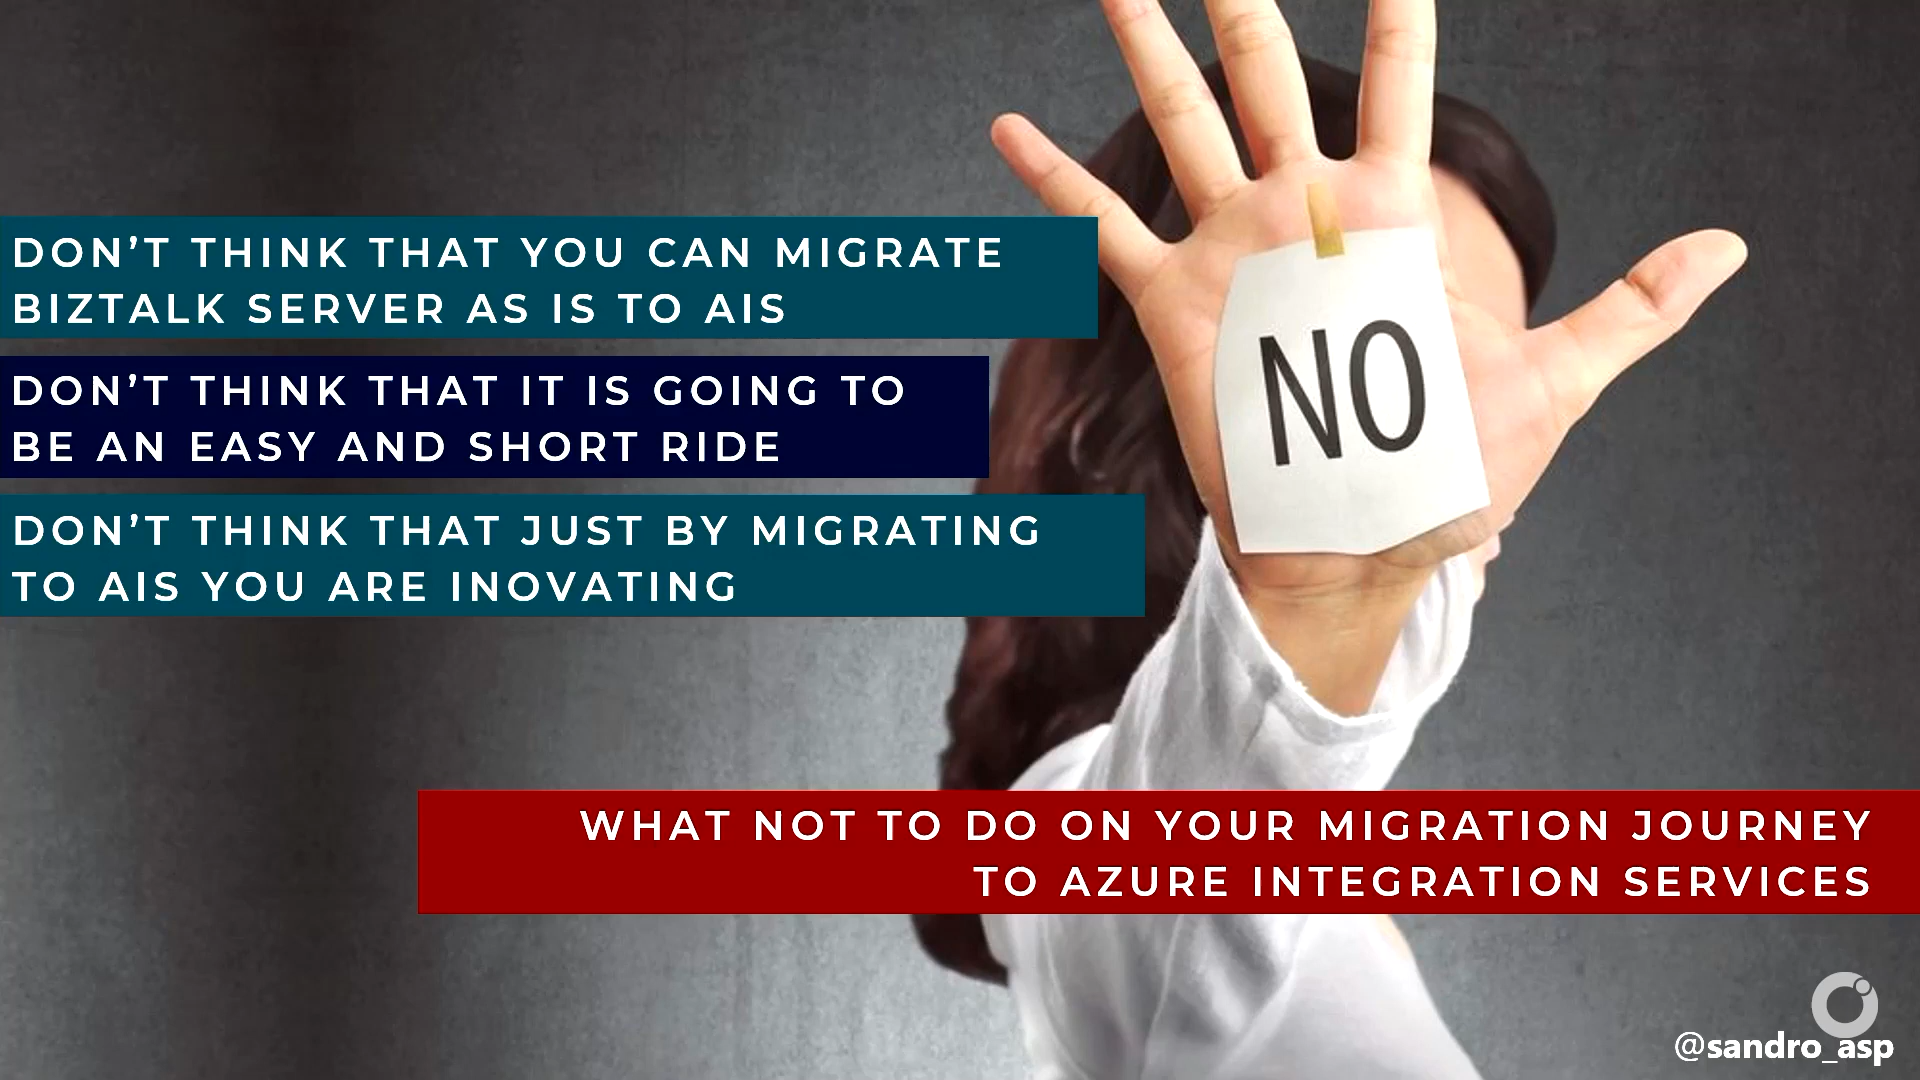 DON’T THINK THAT YOU CAN MIGRATE
BIZTALK SERVER AS IS TO AIS
DON’T THINK THAT IT IS GOING TO
BE AN EASY AND SHORT RIDE
DON’T THINK THAT JUST BY MIGRATING
TO AIS YOU ARE INOVATING
NO
WHAT NOT TO DO ON YOUR MIGRATION JOURNEY
TO AZURE INTEGRATION SERVICES
@sandro_asp